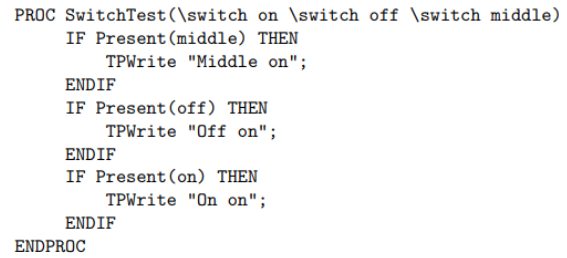 PROC SwitchTest(\switch on \switch off \switch middle)
IF Present(middle) THEN
TPWrite "Middle on";
ENDIF
IF Present(off) THEN
TPWrite "Off on";
ENDIF
IF Present(on) THEN
TPWrite "On on";
ENDIF
ENDPROC